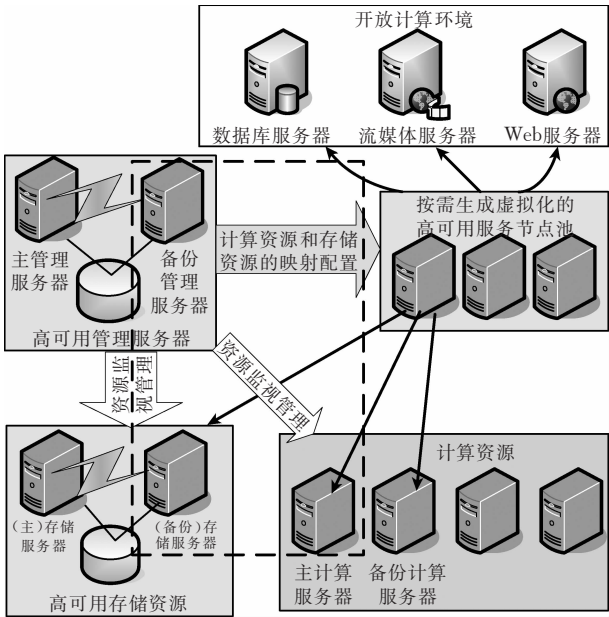 开放计算环境
数据库服务器
流媒体服务器
Web服务器
主管理
服务器
备份
管理
服务器
高可用管理服务器
计算资源和存储
资源的映射配置
按需生成虚拟化的
高可用服务节点池
资源监
视管理
资源监视管理
(主)存储
服务器
(备份)存
储服务器
高可用存储资源
计算资源
主计算
服务器
备份计算
服务器